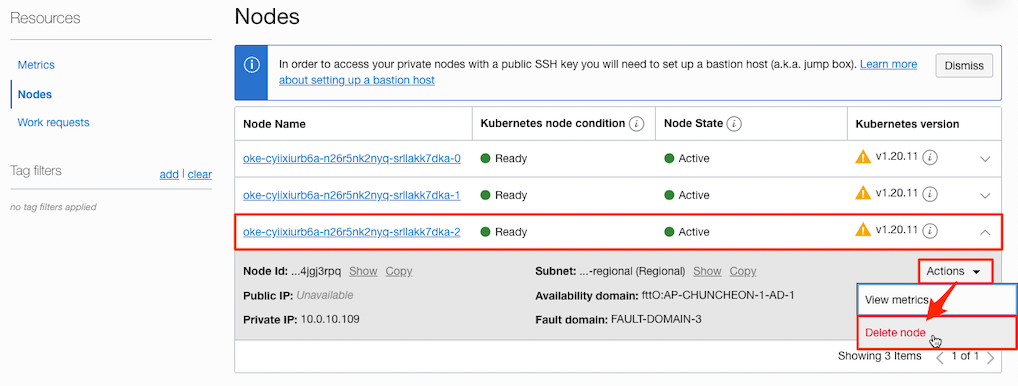 Resources
Metrics
Nodes
Work requests
Tag filters
add | clear
no tag filters applied
Nodes
In order to access your private nodes with a public SSH key you will need to set up a bastion host (a.k.a. jump box). Learn more
about setting up a bastion host
Dismiss
Node Name Kubernetes node condition Node State Kubernetes version
oke-cyiixiurb6a-n26r5nk2nyq-srllakk7dka-0 Ready Active v1.20.11
oke-cyiixiurb6a-n26r5nk2nyq-srllakk7dka-1 Ready Active v1.20.11
oke-cyiixiurb6a-n26r5nk2nyq-srllakk7dka-2 Ready Active v1.20.11
Node Id: ...4jgj3rpq Show Copy Subnet: ...-regional (Regional) Show Copy Actions
Public IP: Unavailable Availability domain: fttO:AP-CHUNCHEON-1-AD-1 View metrics
Private IP: 10.0.10.109 Fault domain: FAULT-DOMAIN-3 Delete node
Showing 3 Items 1 of 1